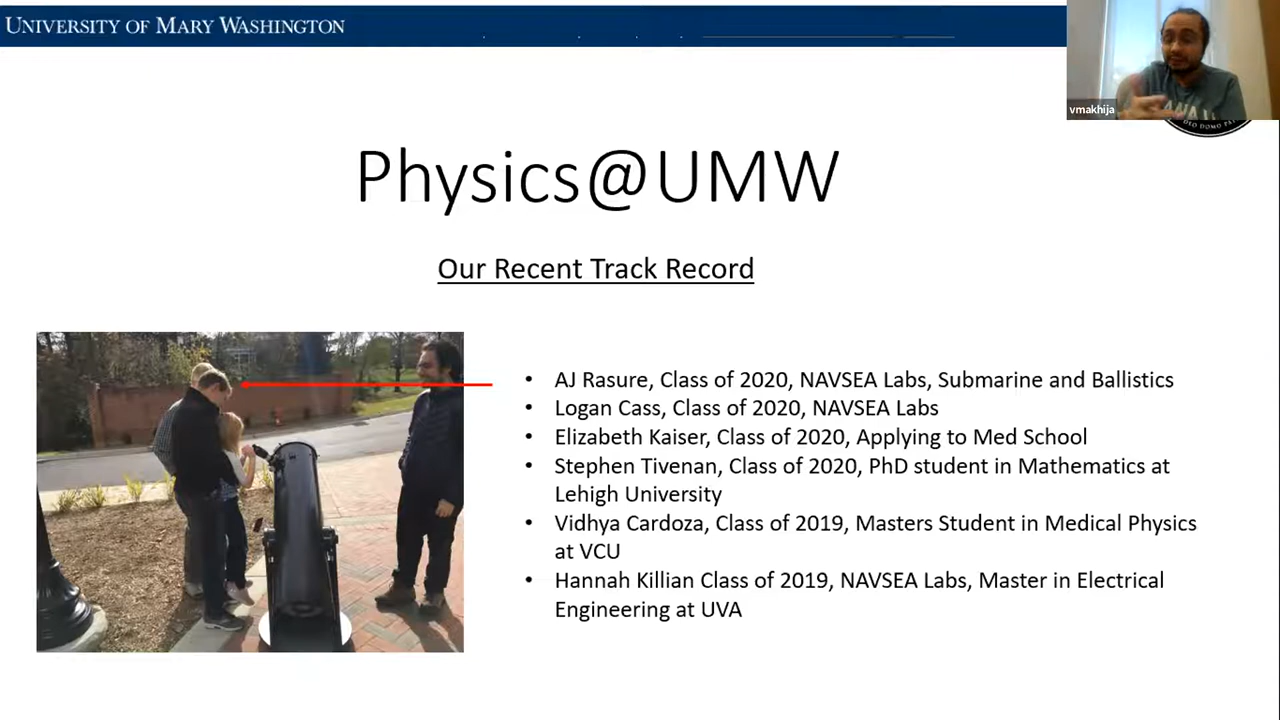 UNIVERSITY OF MARY WASHINGTON
vmakhija
Physics@UMW
Our Recent Track Record
• AJ Rasure, Class of 2020, NAVSEA Labs, Submarine and Ballistics
• Logan Cass, Class of 2020, NAVSEA Labs
• Elizabeth Kaiser, Class of 2020, Applying to Med School
• Stephen Tivenan, Class of 2020, PhD student in Mathematics at
Lehigh University
• Vidhya Cardoza, Class of 2019, Masters Student in Medical Physics
at VCU
• Hannah Killian Class of 2019, NAVSEA Labs, Master in Electrical
Engineering at UVA